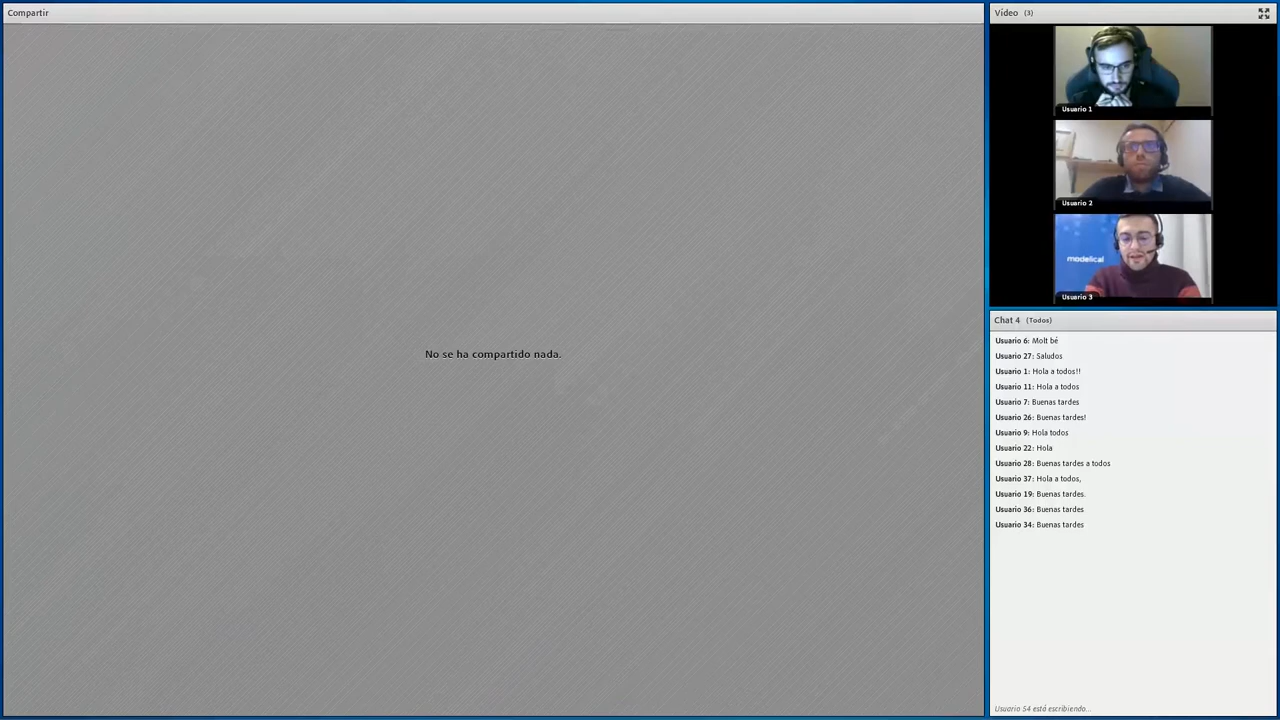 Compartir
No se ha compartido nada.
Vídeo (3)
Usuario 1
Usuario 2
modelical
Usuario 3
Chat 4 (Todos)
Usuario 6: Molt bé
Usuario 27: Saludos
Usuario 1: Hola a todos!!
Usuario 11: Hola a todos
Usuario 7: Buenas tardes
Usuario 26: Buenas tardes!
Usuario 9: Hola todos
Usuario 22: Hola
Usuario 28: Buenas tardes a todos
Usuario 37: Hola a todos,
Usuario 19: Buenas tardes.
Usuario 36: Buenas tardes
Usuario 34: Buenas tardes
Usuario 54 está escribiendo...